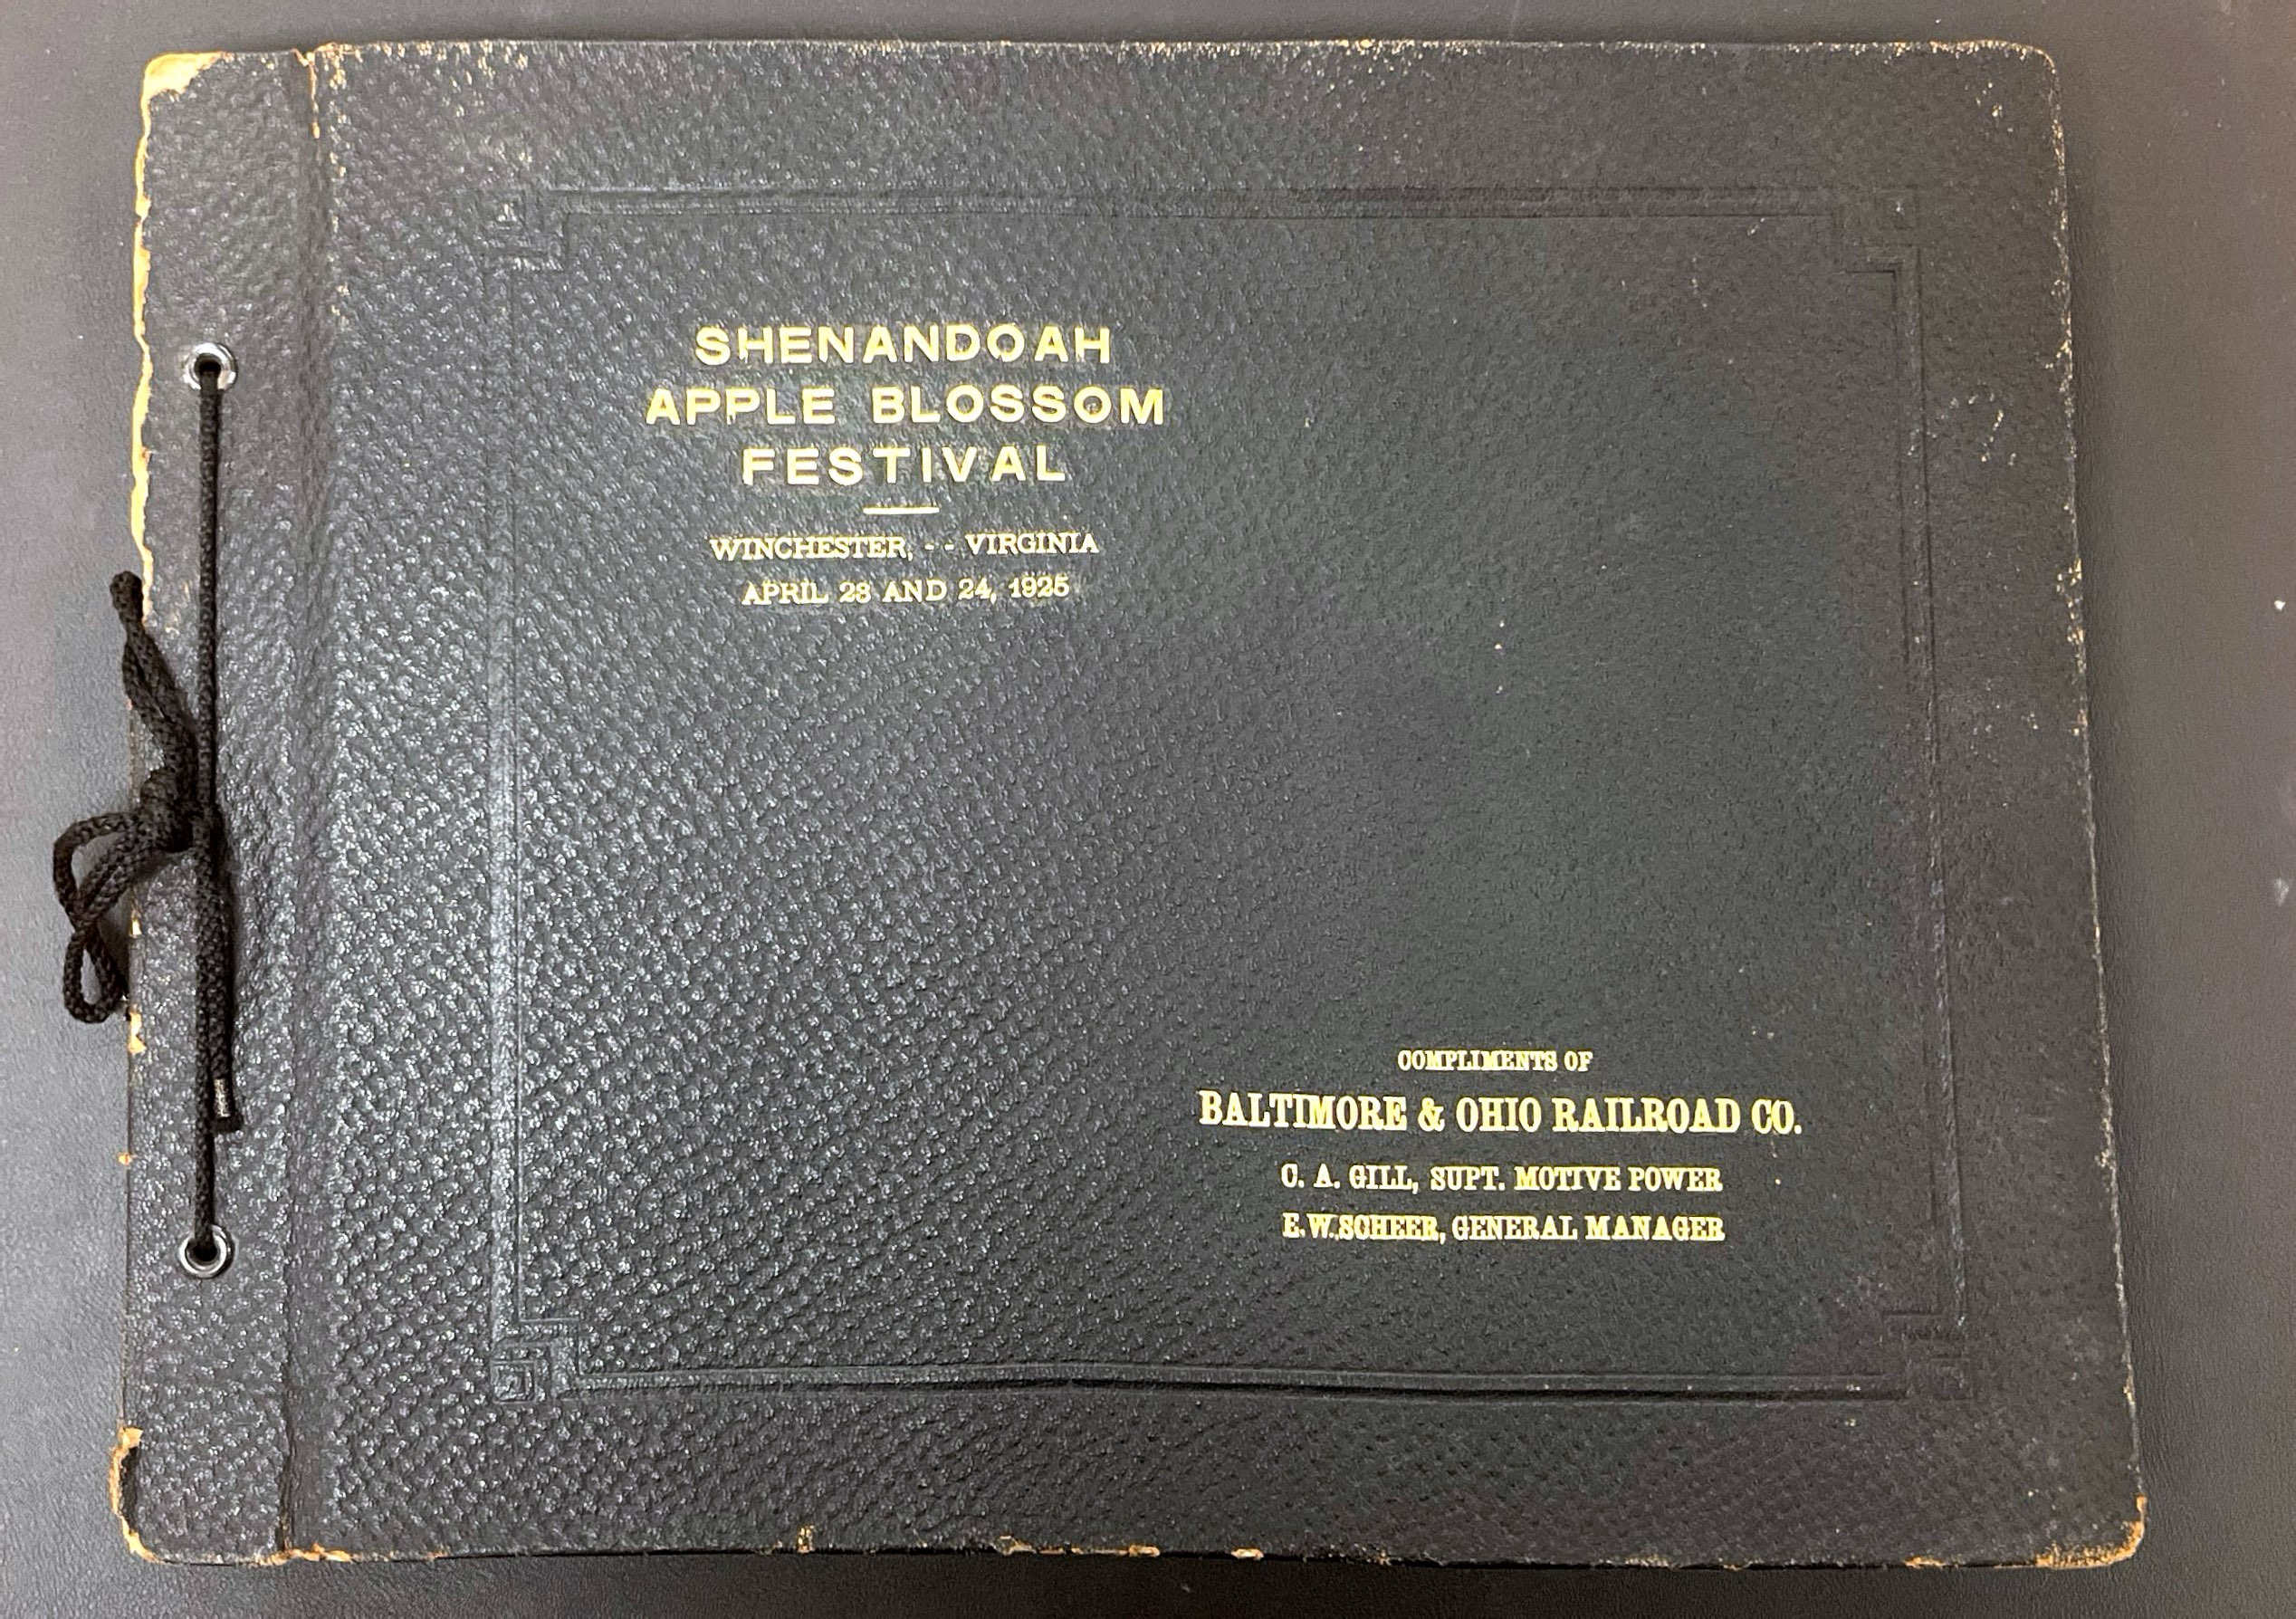 SHENANDOAH
APPLE BLOSSOM
FESTIVAL
WINCHESTER, - - VIRGINIA
APRIL 23 AND 24, 1925
COMPLIMENTS OF
BALTIMORE & OHIO RAILROAD CO.
C. A. GILL, SUPT. MOTIVE POWER
E. W. SCHEER, GENERAL MANAGER